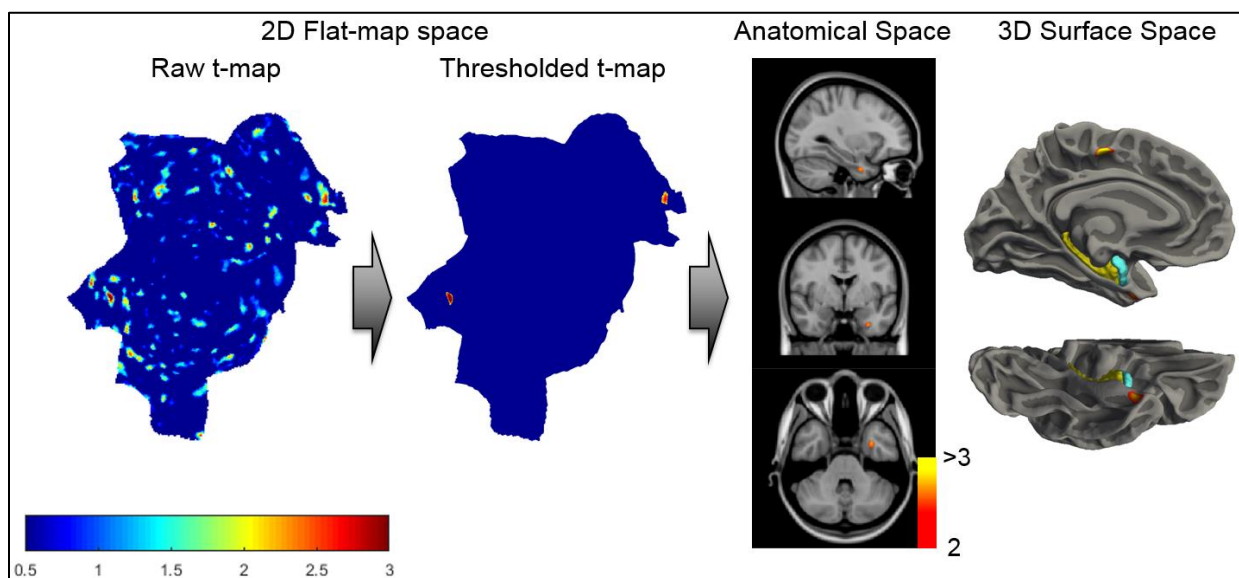 2D Flat-map space
Anatomical Space
3D Surface Space
Raw t-map
Thresholded t-map
>3
2
0.5 1 1.5 2 2.5 3